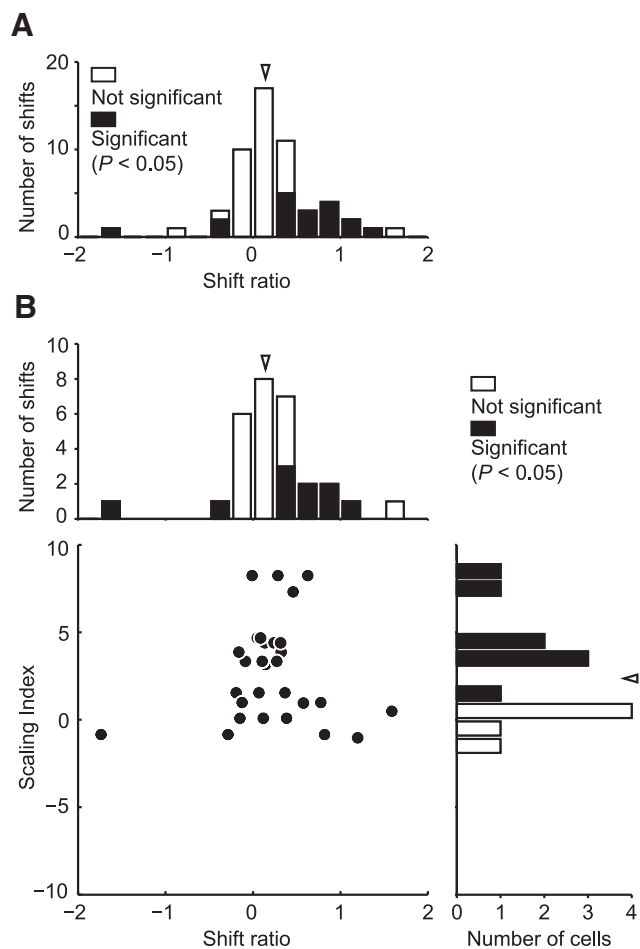 A
Number of shifts
20
10
0
Not significant
Significant
(P < 0.05)
−2 −1 0 1 2
Shift ratio
B
Number of shifts
10
8
6
4
2
0
Not significant
Significant
(P < 0.05)
Scaling Index
10
5
0
−5
−10
−2 −1 0 1 2
Shift ratio
0 1 2 3 4
Number of cells